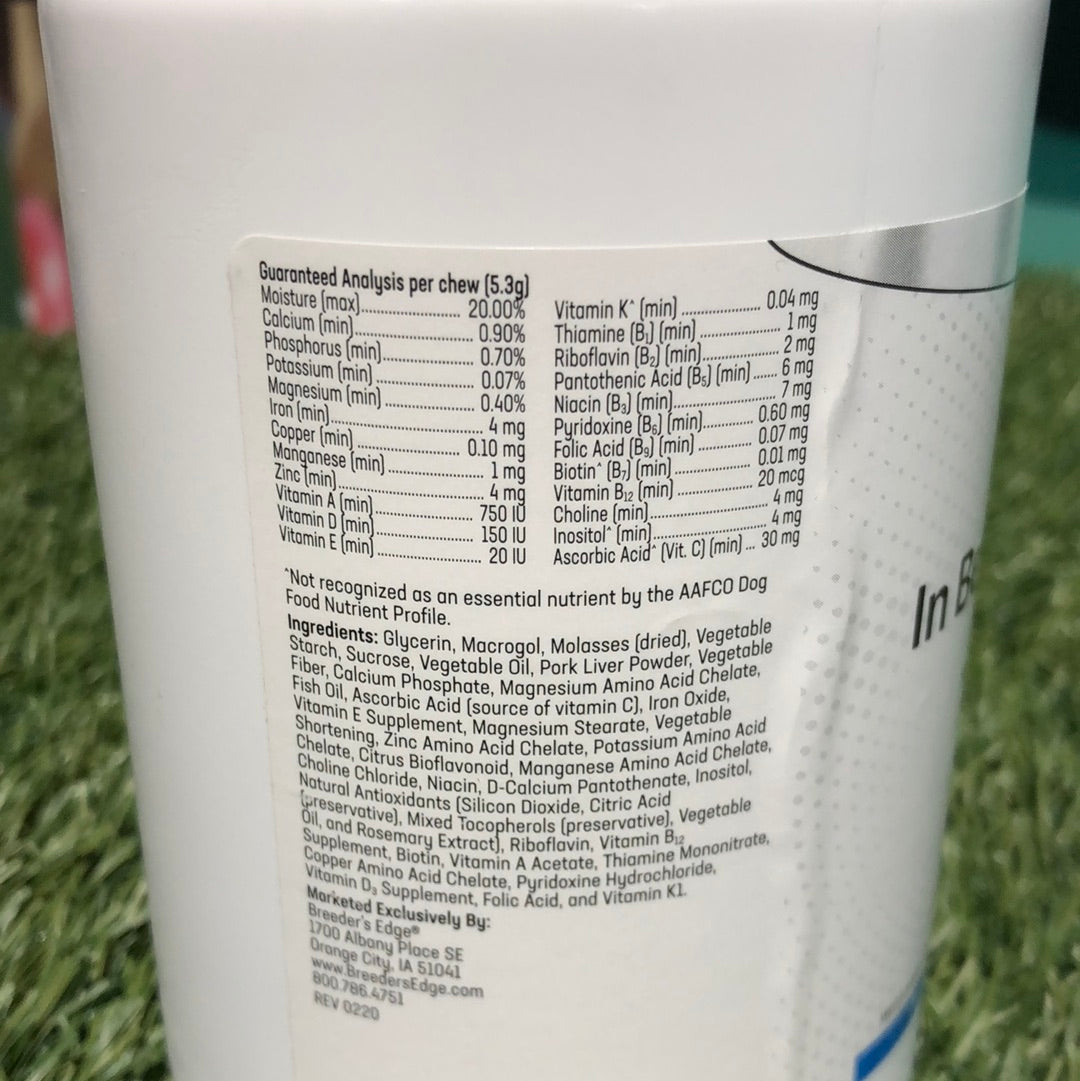 Guaranteed Analysis per chew (5.3g)
Moisture (max).................... 20.00%
Calcium (min)..................... 0.90%
Phosphorus (min)................ 0.70%
Potassium (min) ................. 0.07%
Magnesium (min) ................ 0.40%
Iron (min)........................... 4 mg
Copper (min) ..................... 0.10 mg
Manganese (min) ................ 1 mg
Zinc (min)........................... 4 mg
Vitamin A (min)................... 750 IU
Vitamin D (min)................... 150 IU
Vitamin E (min) .................. 20 IU
Vitamin K^ (min) ................. 0.04 mg
Thiamine (B₁) (min) ............. 1 mg
Riboflavin (B₂) (min)............. 2 mg
Pantothenic Acid (B₅) (min) ...... 6 mg
Niacin (B₃) (min).................. 7 mg
Pyridoxine (B₆) (min)............ 0.60 mg
Folic Acid (B₉) (min) ............ 0.07 mg
Biotin^ (B₇) (min) ................ 0.01 mg
Vitamin B₁₂ (min) ................ 20 mcg
Choline (min)...................... 4 mg
Inositol^ (min)..................... 4 mg
Ascorbic Acid^ (Vit. C) (min) ... 30 mg
^Not recognized as an essential nutrient by the AAFCO Dog
Food Nutrient Profile.
Ingredients: Glycerin, Macrogol, Molasses (dried), Vegetable
Starch, Sucrose, Vegetable Oil, Pork Liver Powder, Vegetable
Fiber, Calcium Phosphate, Magnesium Amino Acid Chelate,
Fish Oil, Ascorbic Acid (source of vitamin C), Iron Oxide,
Vitamin E Supplement, Magnesium Stearate, Vegetable
Shortening, Zinc Amino Acid Chelate, Potassium Amino Acid
Chelate, Citrus Bioflavonoid, Manganese Amino Acid Chelate,
Choline Chloride, Niacin, D-Calcium Pantothenate, Inositol,
Natural Antioxidants (Silicon Dioxide, Citric Acid
(preservative), Mixed Tocopherols (preservative), Vegetable
Oil, and Rosemary Extract), Riboflavin, Vitamin B₁₂
Supplement, Biotin, Vitamin A Acetate, Thiamine Mononitrate,
Copper Amino Acid Chelate, Pyridoxine Hydrochloride,
Vitamin D₃ Supplement, Folic Acid, and Vitamin K1.
Marketed Exclusively By:
Breeder's Edge®
1700 Albany Place SE
Orange City, IA 51041
www.BreedersEdge.com
800.786.4751
REV 0220
In